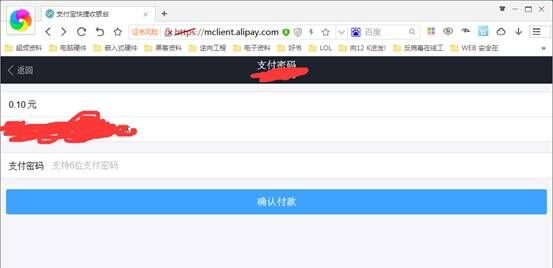 支付宝快捷收银台
证书风险 https://mclient.alipay.com 百度
超炫资料 电脑硬件 嵌入式硬件 黑客资料 逆向工程 电子资料 好书 LOL 向12 K进发! 反病毒在线工 WEB 安全在
返回 支付密码
0.10 元
支付密码 支持6位支付密码
确认付款